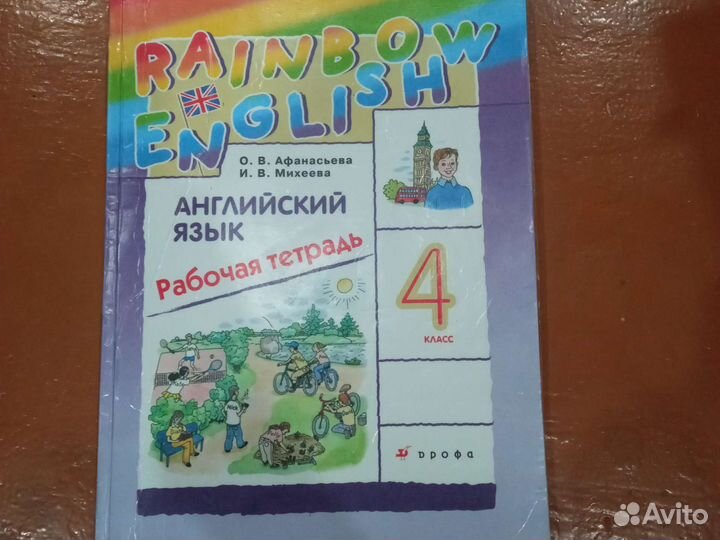 RAINBOW
ENGLISH
О. В. Афанасьева
И. В. Михеева
АНГЛИЙСКИЙ
ЯЗЫК
Рабочая тетрадь
4
КЛАСС
дрофа
Avito